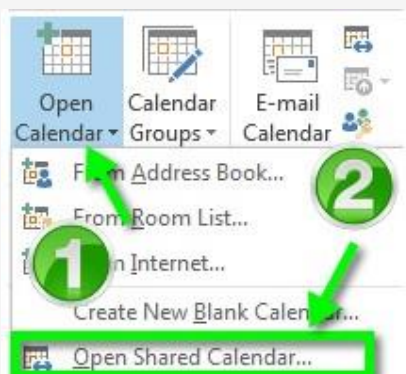 Open Calendar E-mail
Calendar Groups Calendar
Address Book...
From Room List...
Internet...
Create New Blank Calendar...
Open Shared Calendar...
1
2